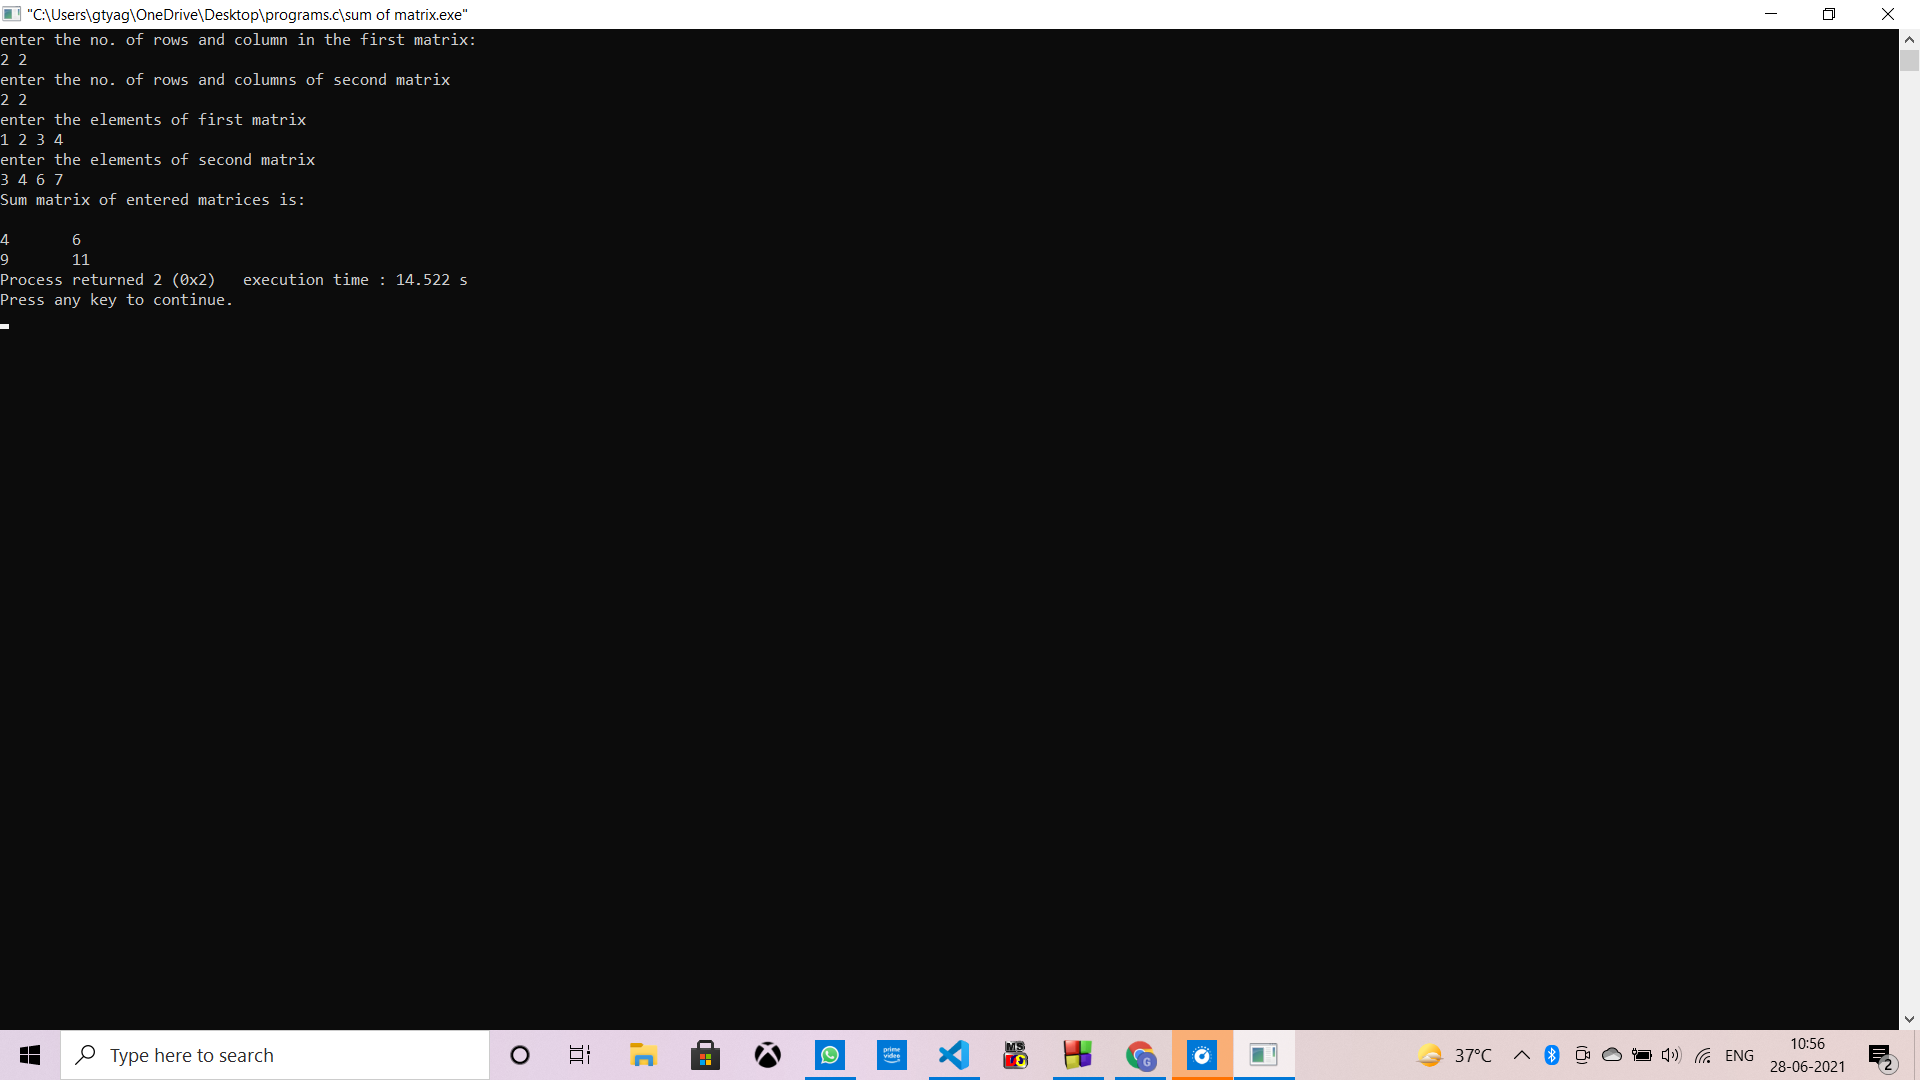 "C:\Users\gtyag\OneDrive\Desktop\programs.c\sum of matrix.exe"
enter the no. of rows and column in the first matrix:
2 2
enter the no. of rows and columns of second matrix
2 2
enter the elements of first matrix
1 2 3 4
enter the elements of second matrix
3 4 6 7
Sum matrix of entered matrices is:
4 6
9 11
Process returned 2 (0x2) execution time : 14.522 s
Press any key to continue.
Type here to search
prime video
MS
G
37°C
ENG
10:56
28-06-2021
2